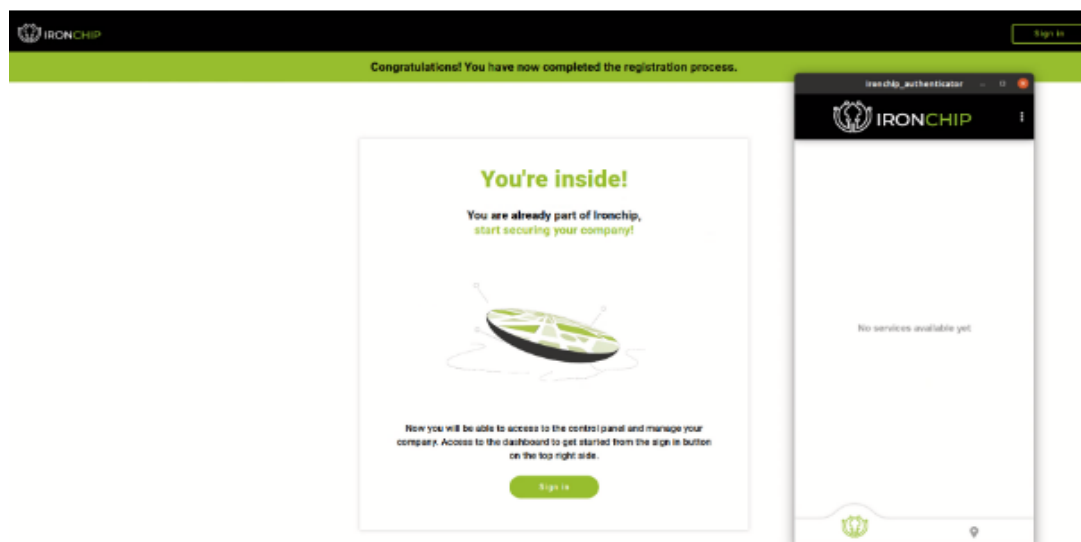 IRONCHIP
Sign in
Congratulations! You have now completed the registration process.
ironchip_authenticator
IRONCHIP
You're inside!
You are already part of Ironchip,
start securing your company!
No services available yet
Now you will be able to access to the control panel and manage your
company. Access to the dashboard to get started from the sign in button
on the top right side.
Sign in